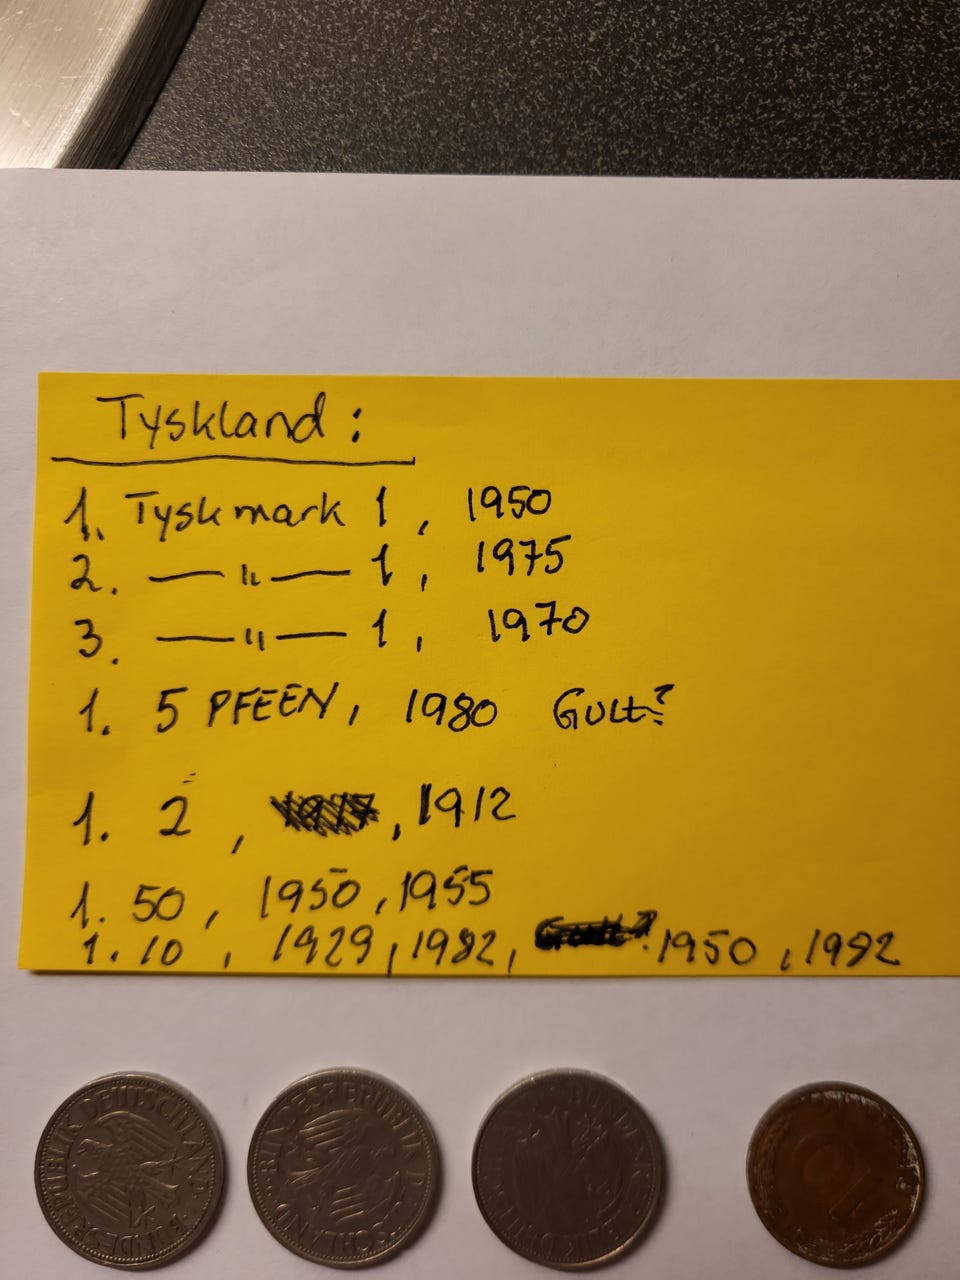 Tyskland :
1. Tyskmark 1, 1950
2. —"— 1, 1975
3. —"— 1, 1970
1. 5 PFEEN, 1980 Gult?
1. 2, 1912
1. 50, 1950, 1955
1. 10, 1929, 1982, 1950, 1992
BUNDESREPUBLIK DEUTSCHLAND
BUNDESREPUBLIK DEUTSCHLAND